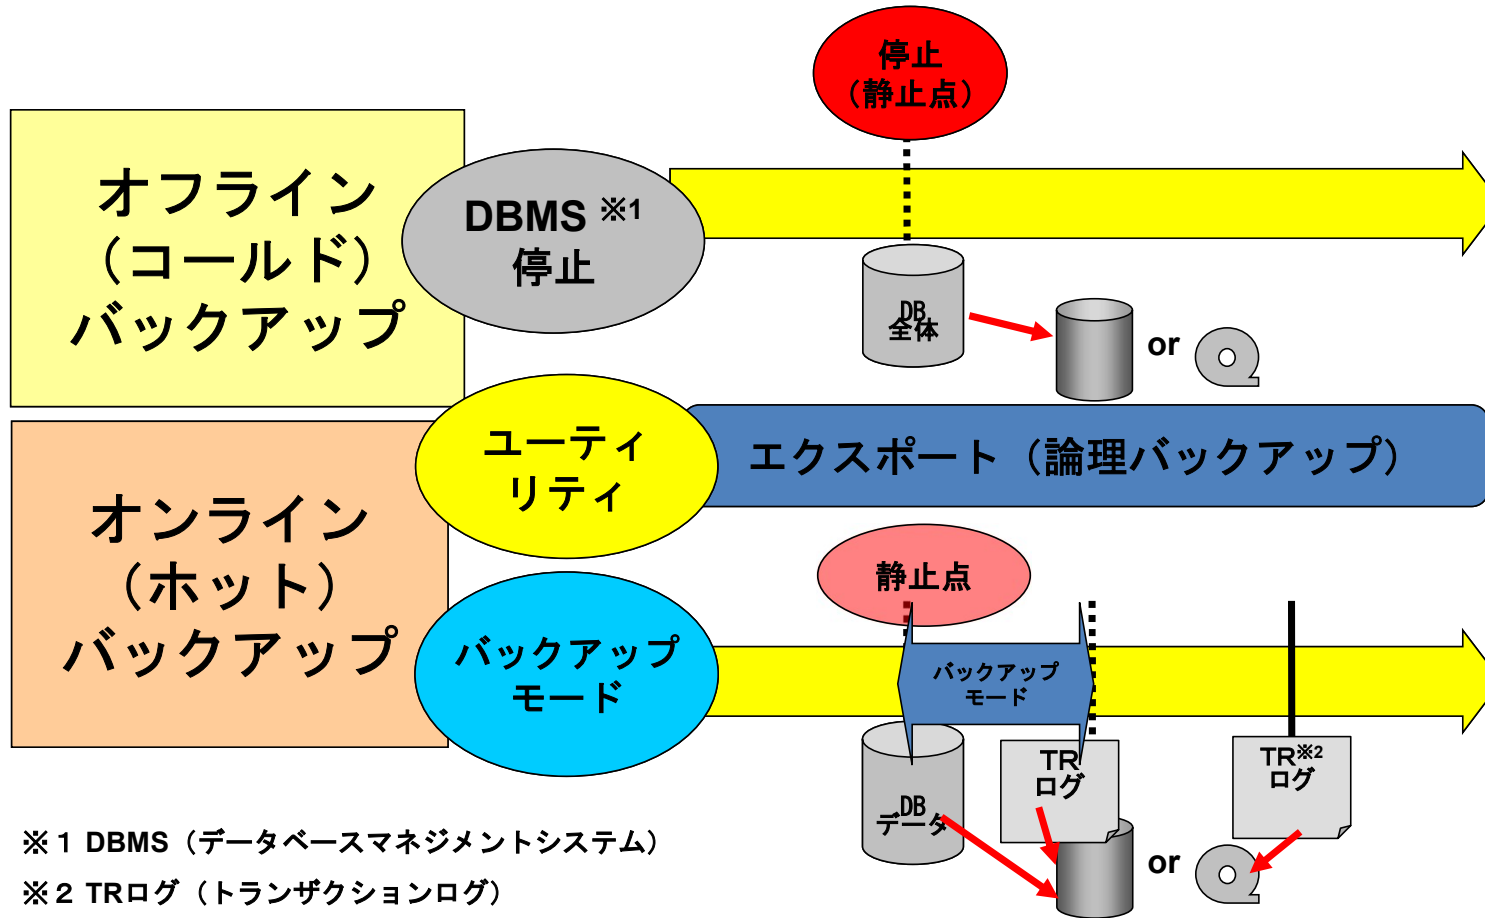 停止
（静止点）
オフライン
（コールド）
バックアップ
DBMS ※1
停止
DB
全体
or
ユーティ
リティ
エクスポート（論理バックアップ）
オンライン
（ホット）
バックアップ
静止点
バックアップ
モード
バックアップ
モード
DB
データ
TR
ログ
TR※2
ログ
or
※１ DBMS（データベースマネジメントシステム）
※２ TRログ（トランザクションログ）